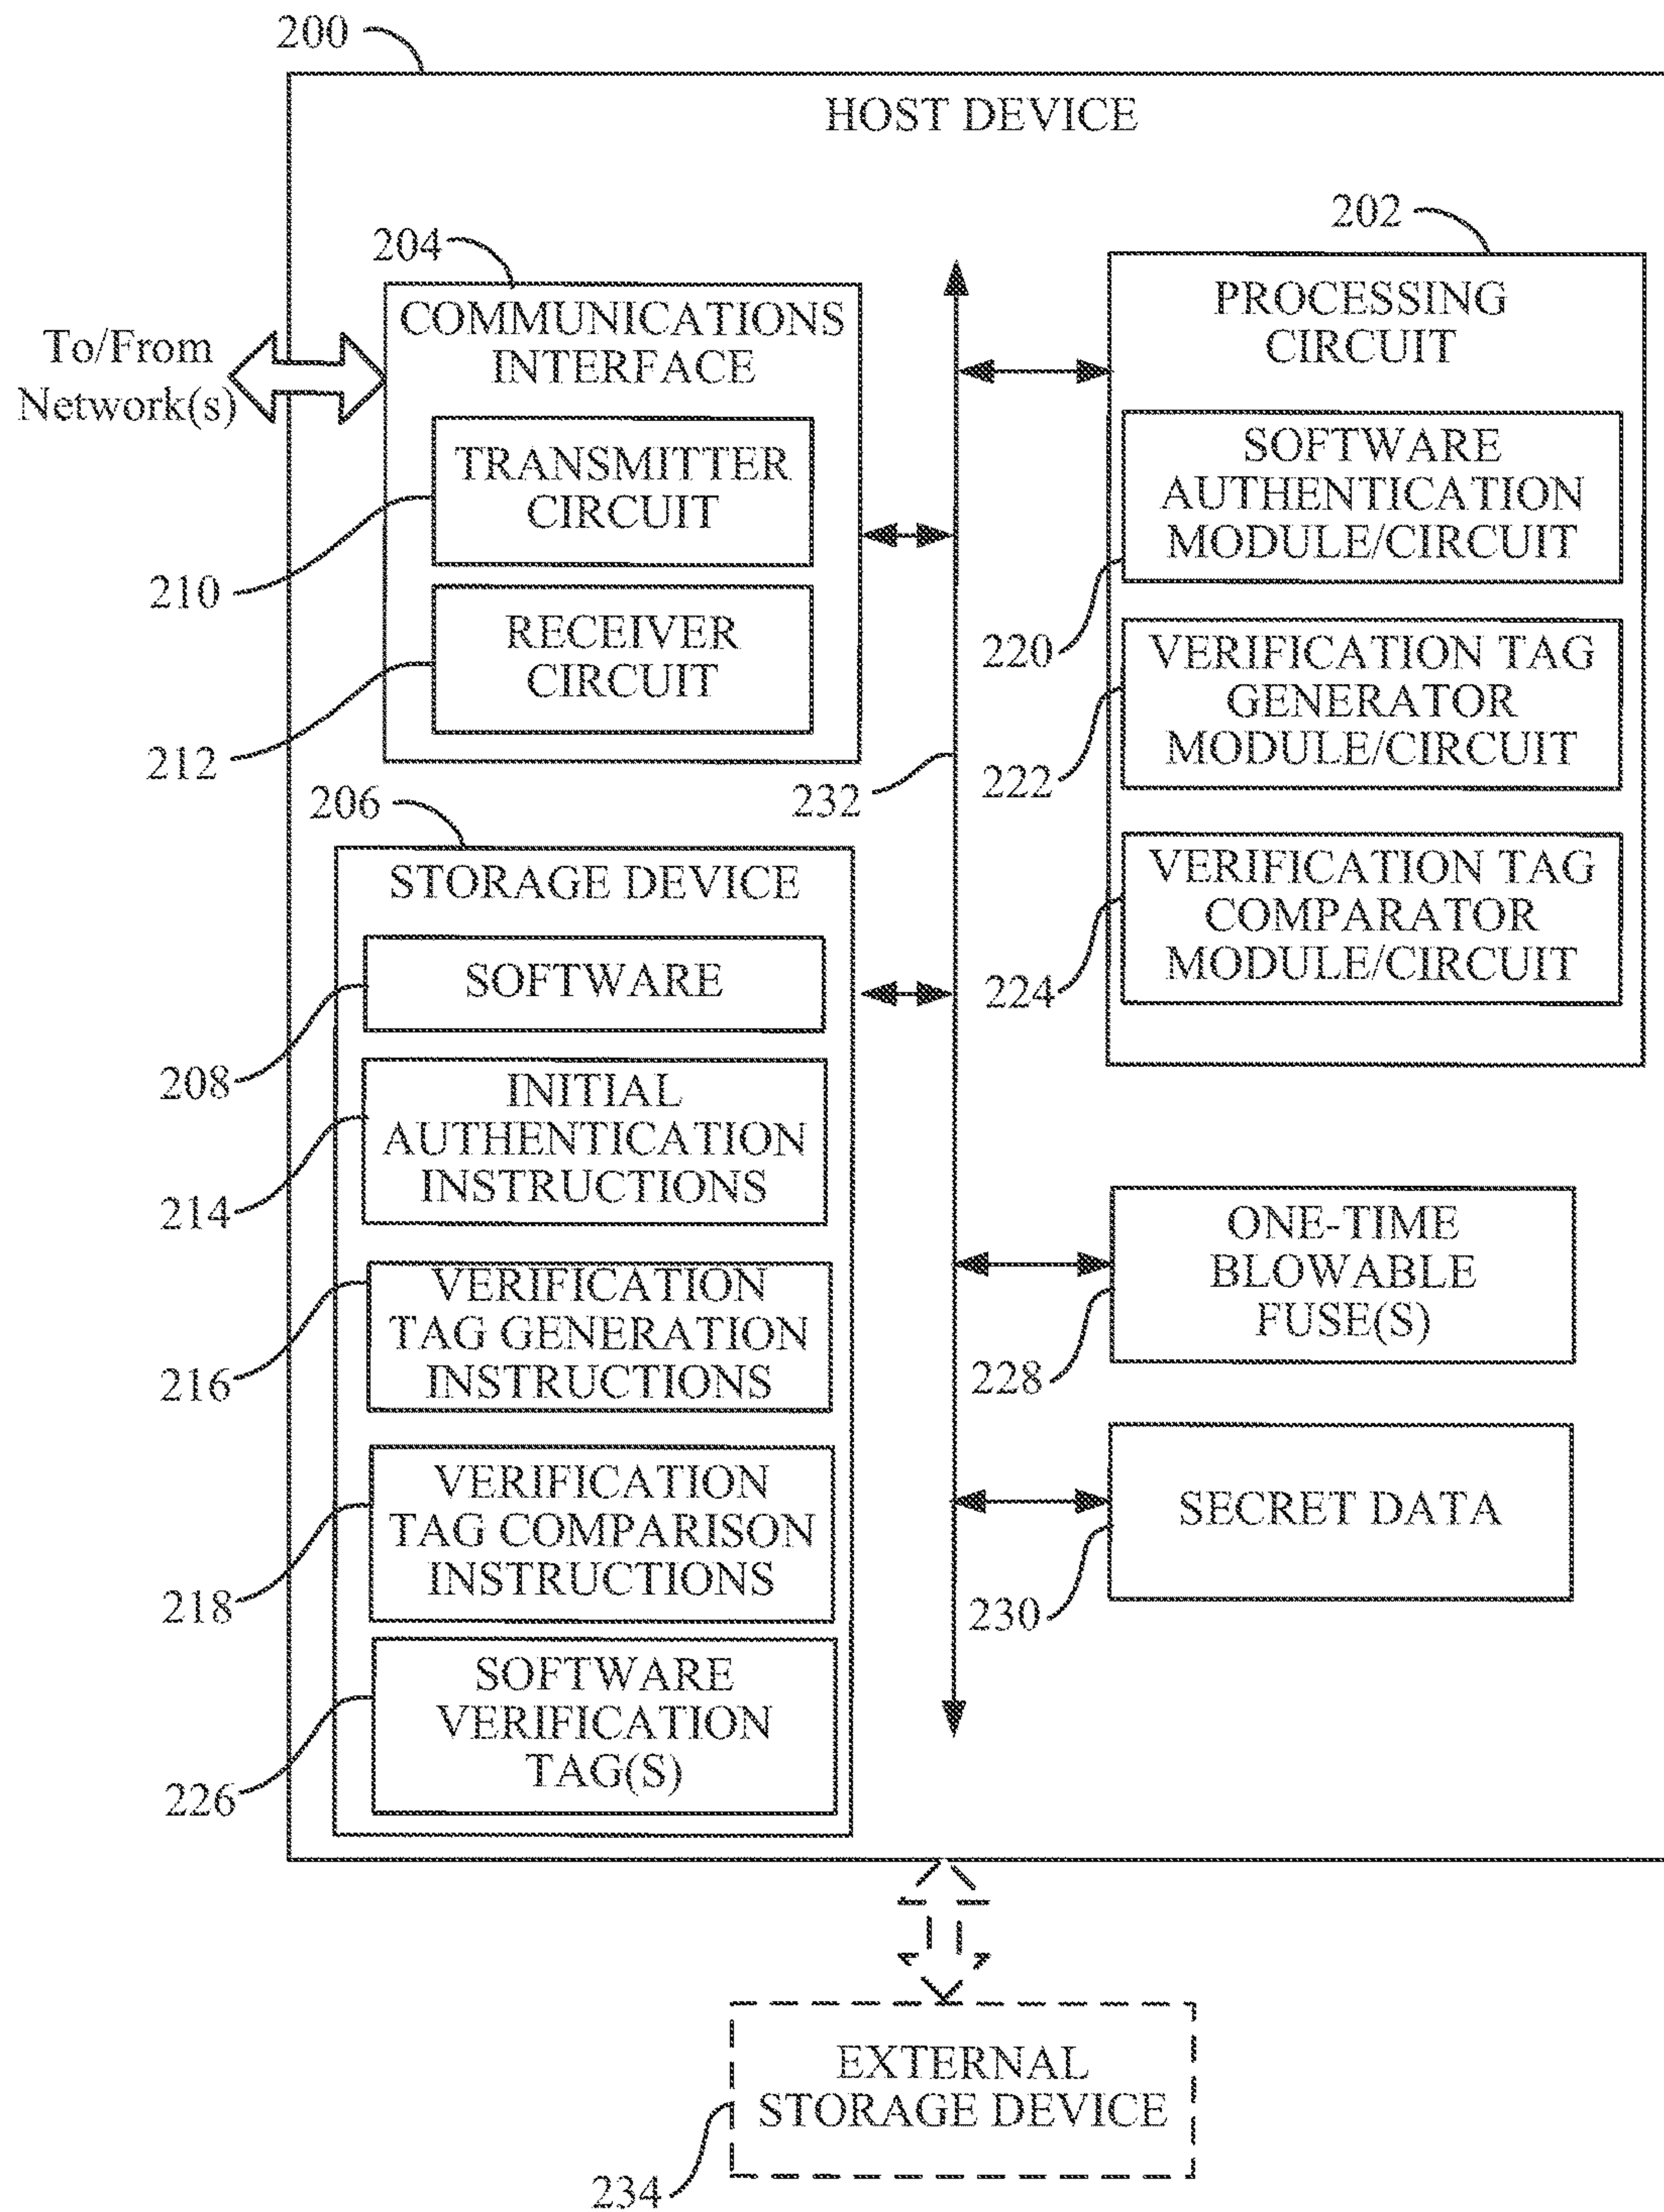 200
HOST DEVICE
202
204
COMMUNICATIONS
INTERFACE
To/From
Network(s)
TRANSMITTER
CIRCUIT
210
RECEIVER
CIRCUIT
212
PROCESSING
CIRCUIT
SOFTWARE
AUTHENTICATION
MODULE/CIRCUIT
220
VERIFICATION TAG
GENERATOR
MODULE/CIRCUIT
222
VERIFICATION TAG
COMPARATOR
MODULE/CIRCUIT
224
232
206
STORAGE DEVICE
SOFTWARE
208
INITIAL
AUTHENTICATION
INSTRUCTIONS
214
VERIFICATION
TAG GENERATION
INSTRUCTIONS
216
VERIFICATION
TAG COMPARISON
INSTRUCTIONS
218
SOFTWARE
VERIFICATION
TAG(S)
226
ONE-TIME
BLOWABLE
FUSE(S)
228
SECRET DATA
230
EXTERNAL
STORAGE DEVICE
234